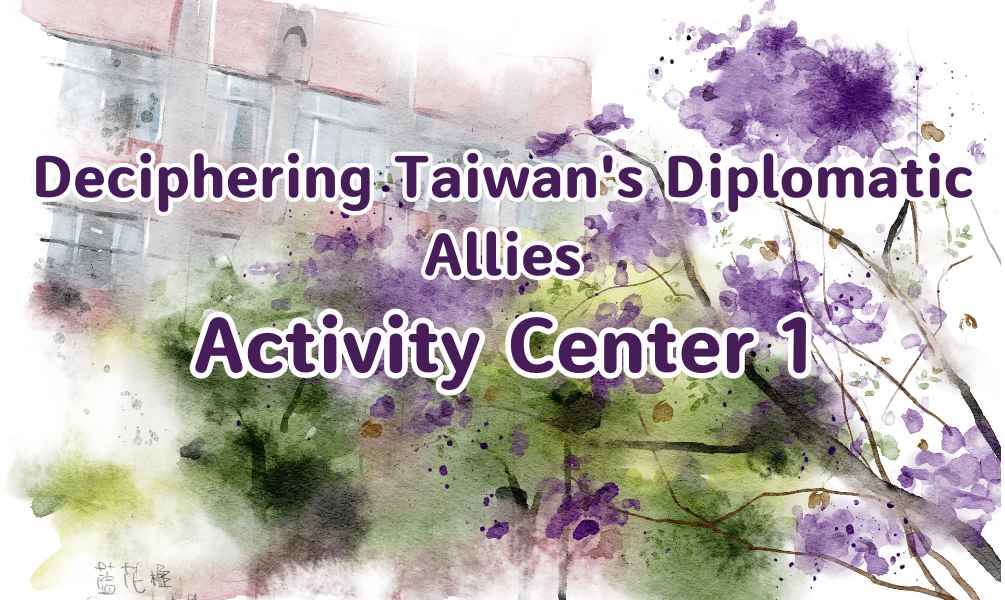 Deciphering Taiwan's Diplomatic
Allies
Activity Center 1
藍花楹